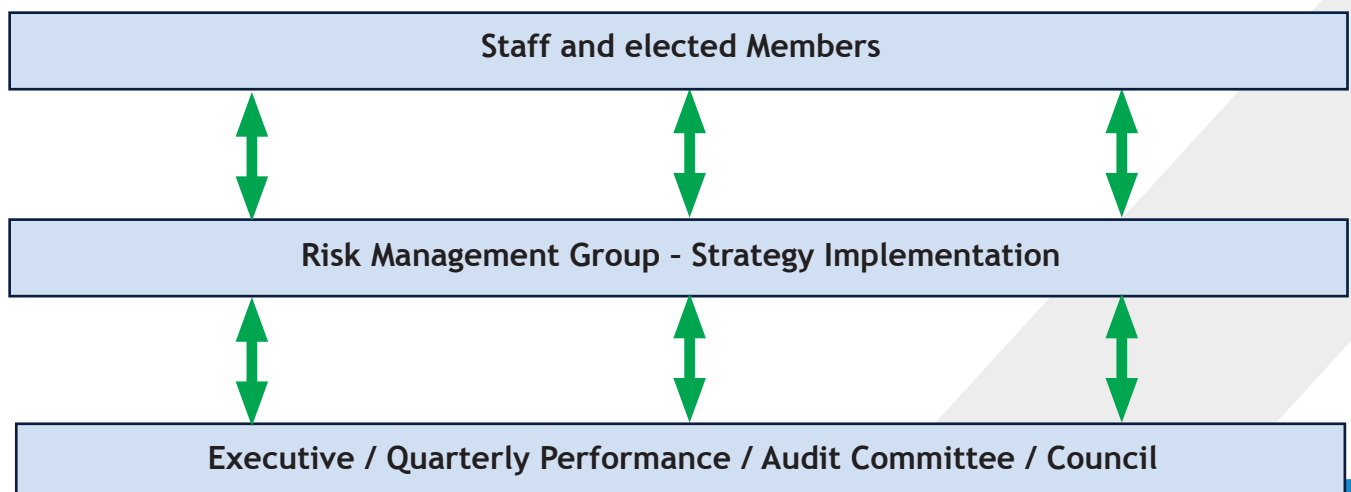 Staff and elected Members
Risk Management Group – Strategy Implementation
Executive / Quarterly Performance / Audit Committee / Council